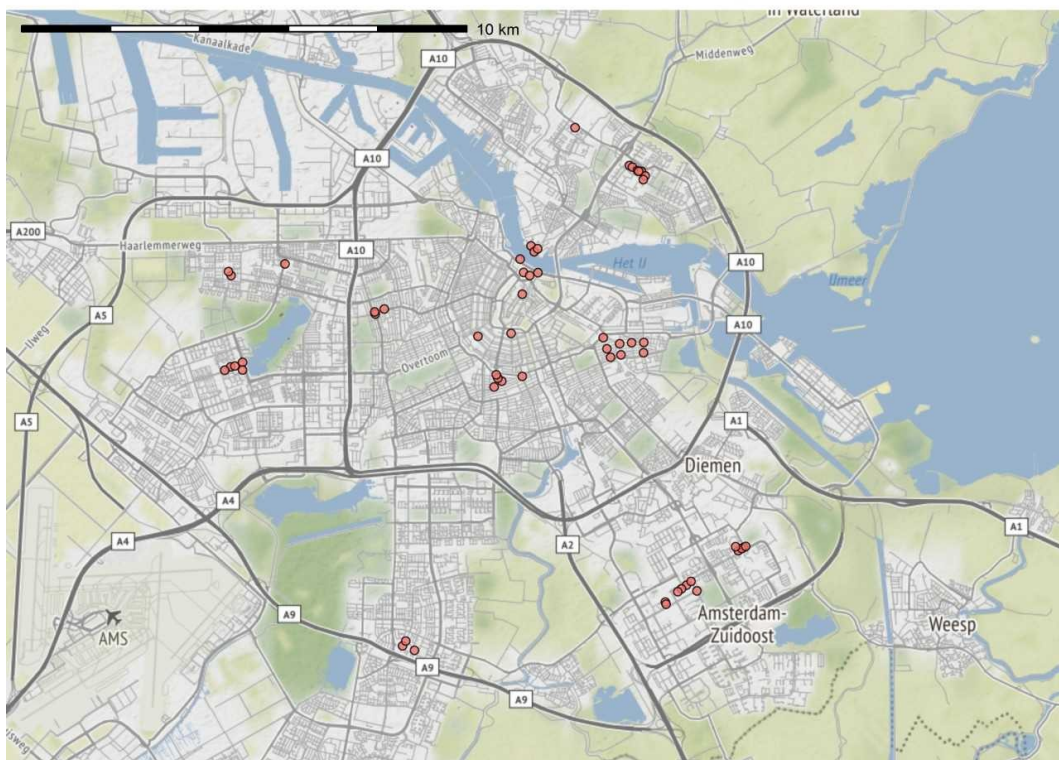 in Waterland
10 km
Kanaalkade
Middenweg
A10
A10
A200
Haarlemmerweg
A10
Het IJ
A10
IJmeer
A5
A10
IJweg
Overtoom
A5
A1
Diemen
A4
A4
A2
A1
A9
Amsterdam-
Zuidoost
Weesp
AMS
A9
A9